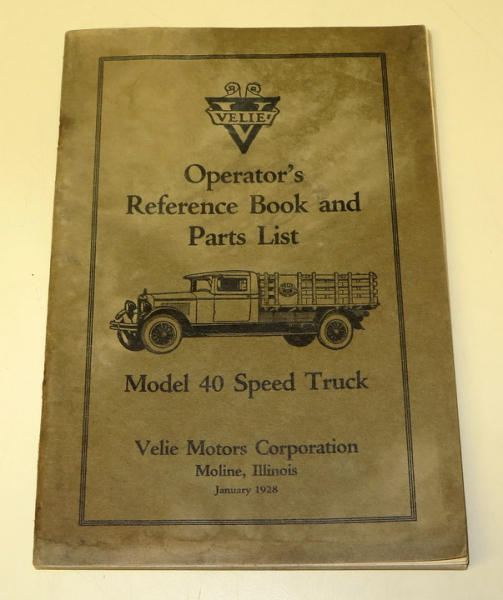 VELIE
Operator's
Reference Book and
Parts List
Model 40 Speed Truck
Velie Motors Corporation
Moline, Illinois
January 1928